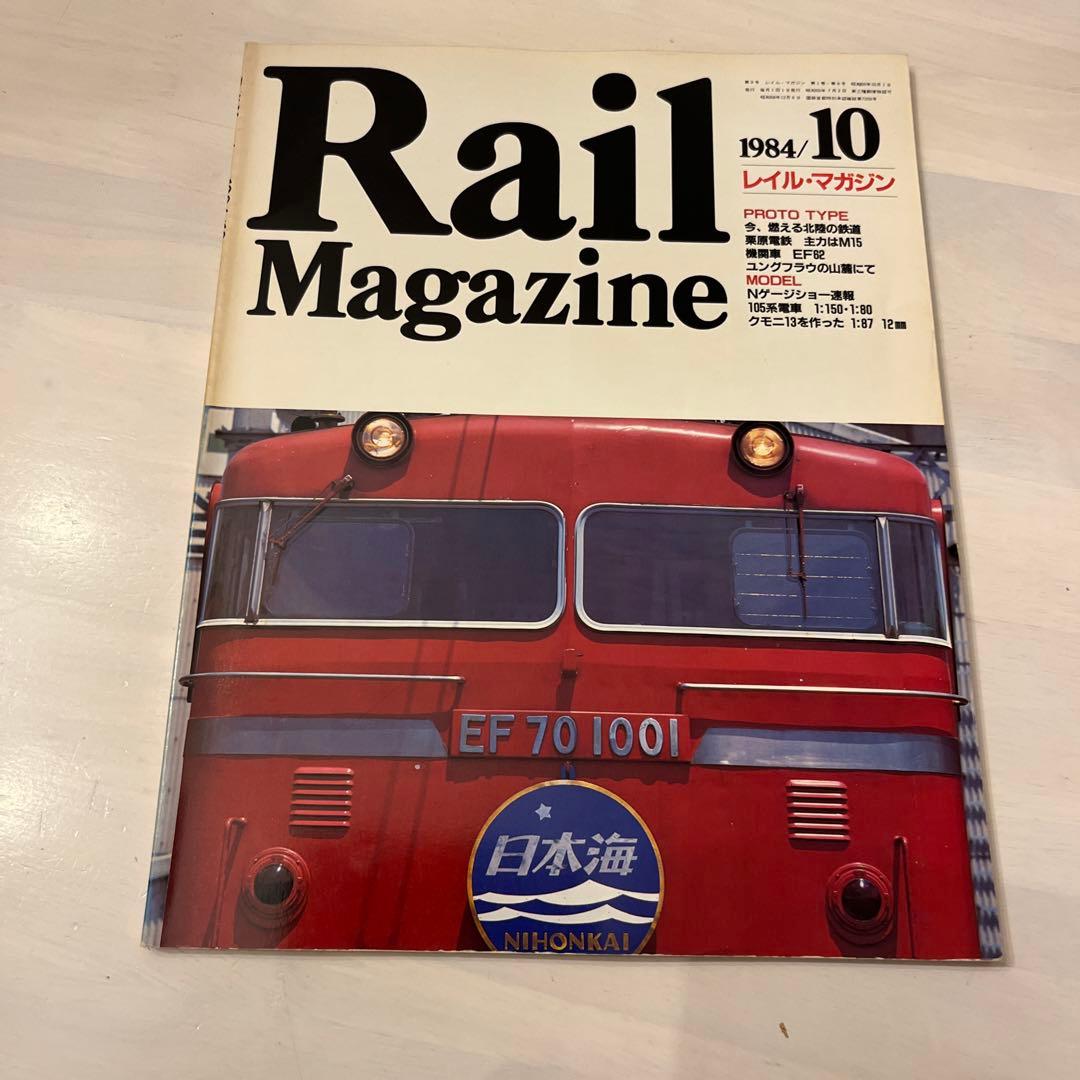 Rail
Magazine
1984/10
レイル・マガジン
PROTO TYPE
今、燃える北陸の鉄道
栗原電鉄 主力はM15
機関車 EF62
ユングフラウの山麓にて
MODEL
Nゲージショー速報
105系電車 1:150・1:80
クモニ13を作った 1:87 12mm
EF 70 1001
日本海
NIHONKAI